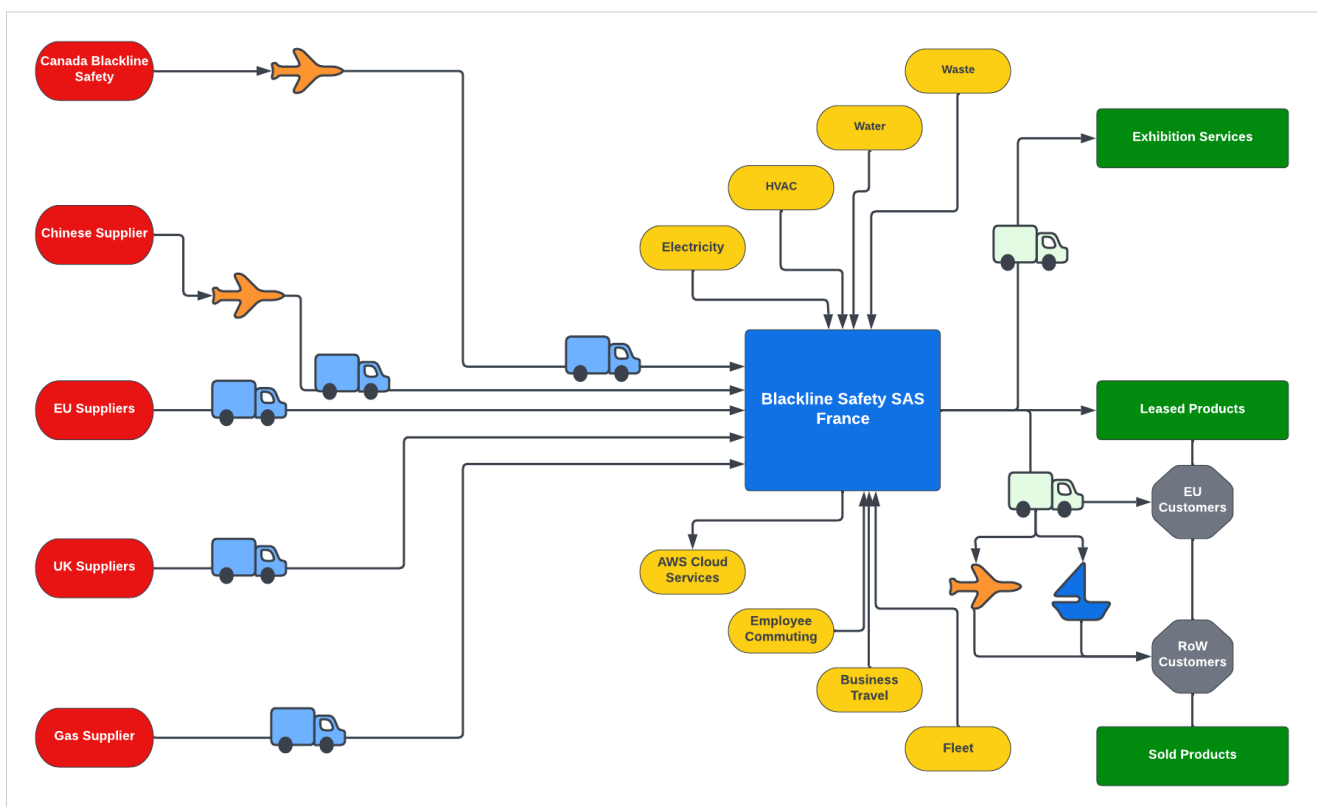 Canada Blackline
Safety
Waste
Water
Exhibition Services
HVAC
Chinese Supplier
Electricity
Blackline Safety SAS
France
EU Suppliers
Leased Products
EU
Customers
UK Suppliers
AWS Cloud
Services
Employee
Commuting
RoW
Customers
Business
Travel
Gas Supplier
Fleet
Sold Products